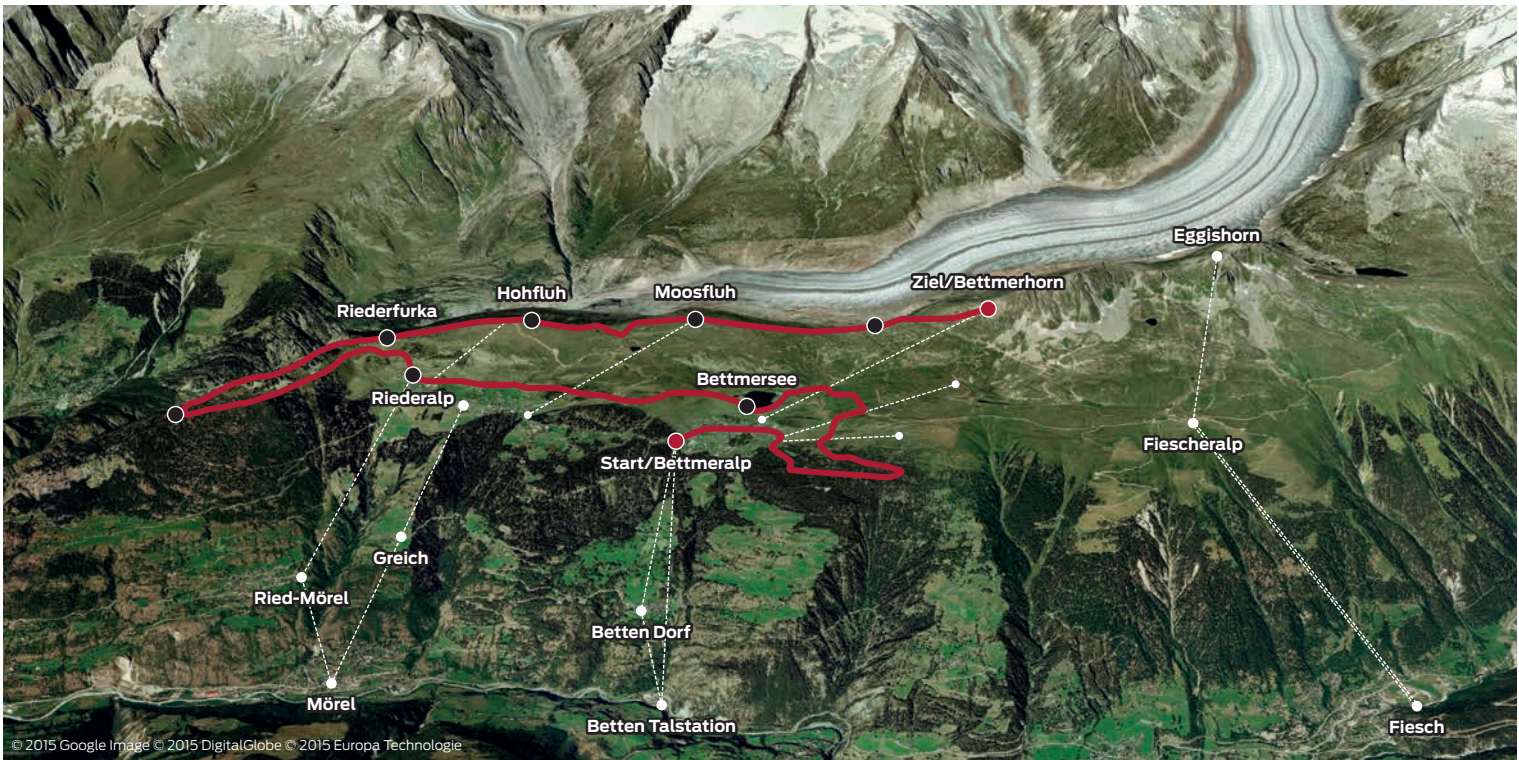 Eggishorn
Ziel/Bettmerhorn
Moosfluh
Hohfluh
Riederfurka
Bettmersee
Riederalp
Fiescheralp
Start/Bettmeralp
Greich
Ried-Mörel
Betten Dorf
Mörel
Betten Talstation
Fiesch
© 2015 Google Image © 2015 DigitalGlobe © 2015 Europa Technologie